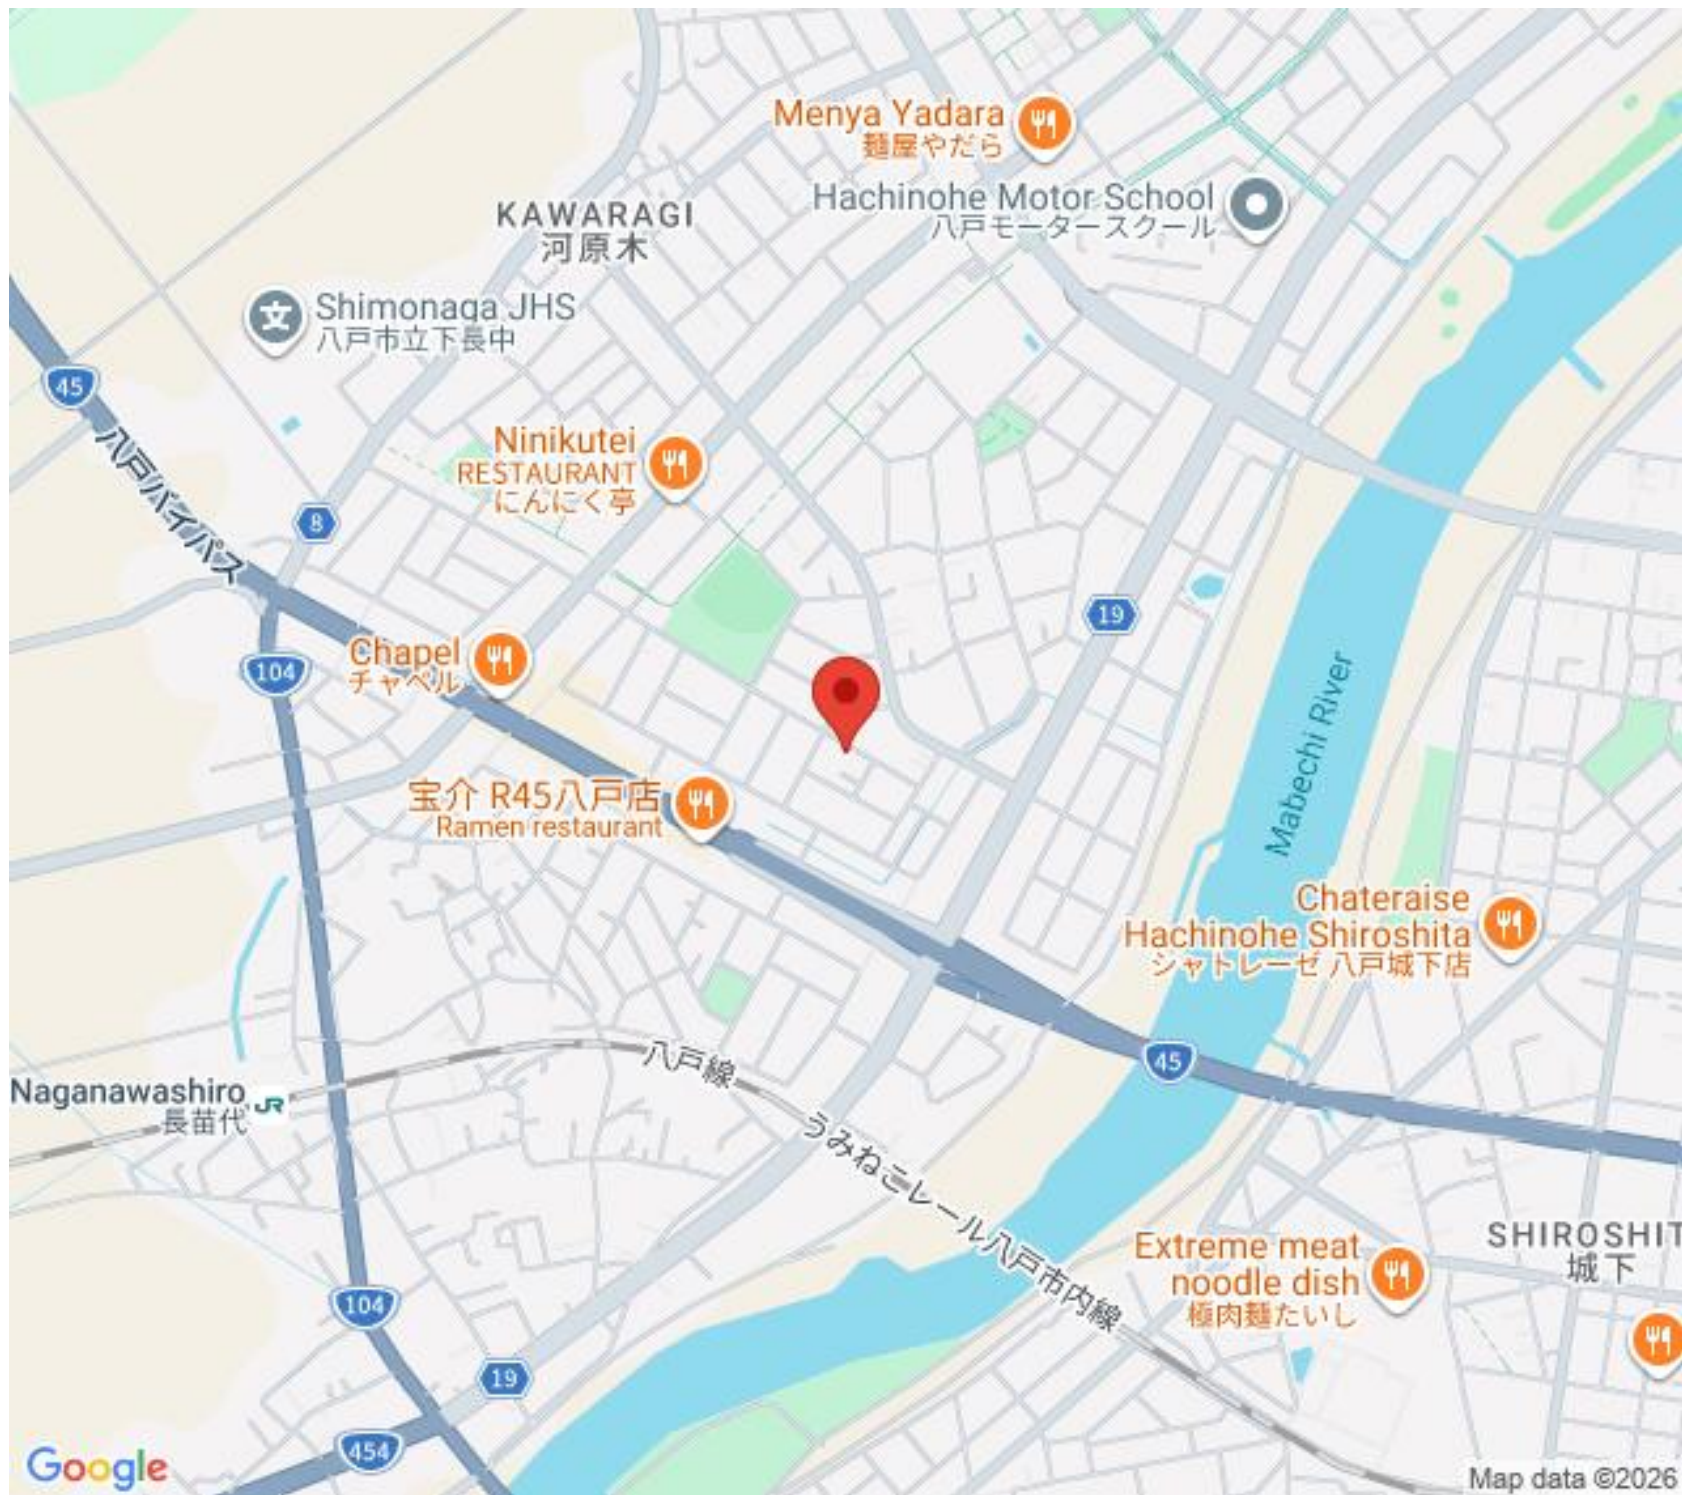 Menya Yadara
麺屋やだら
Hachinohe Motor School
八戸モータースクール
KAWARAGI
河原木
Shimonaga JHS
八戸市立下長中
45
八戸バイパス
Ninikutei
RESTAURANT
にんにく亭
8
19
104
Chapel
チャペル
Mabechi River
宝介 R45八戸店
Ramen restaurant
Chateraise
Hachinohe Shiroshita
シャトレーゼ 八戸城下店
45
八戸線
Naganawashiro
JR
長苗代
うみねこレール八戸市内線
SHIROSHIT
城下
Extreme meat
noodle dish
極肉麺たいし
104
19
454
Google
Map data ©2026